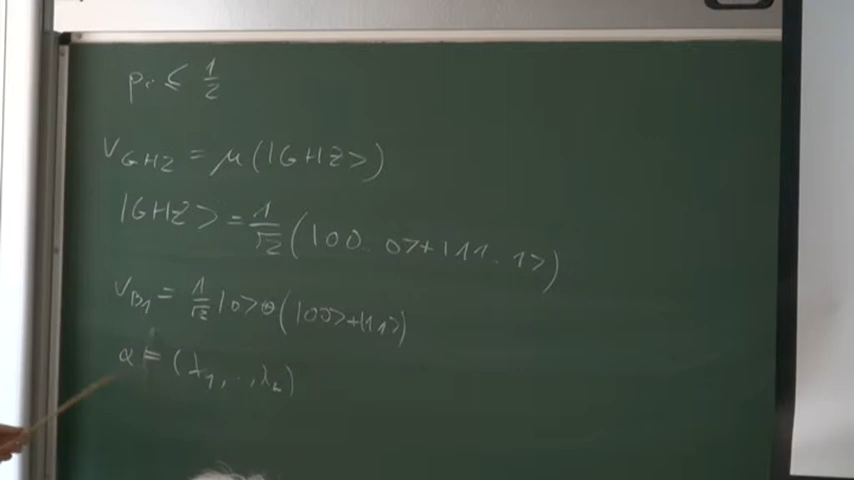 pᵢ ≤ 1/2
v_GHZ = μ(|GHZ>)
|GHZ> = 1/√2 (|00..0>+|11..1>)
v_B1 = 1/√2 |0>⊗(|00>+|11>)
α = (λ₁,..,λ_L)